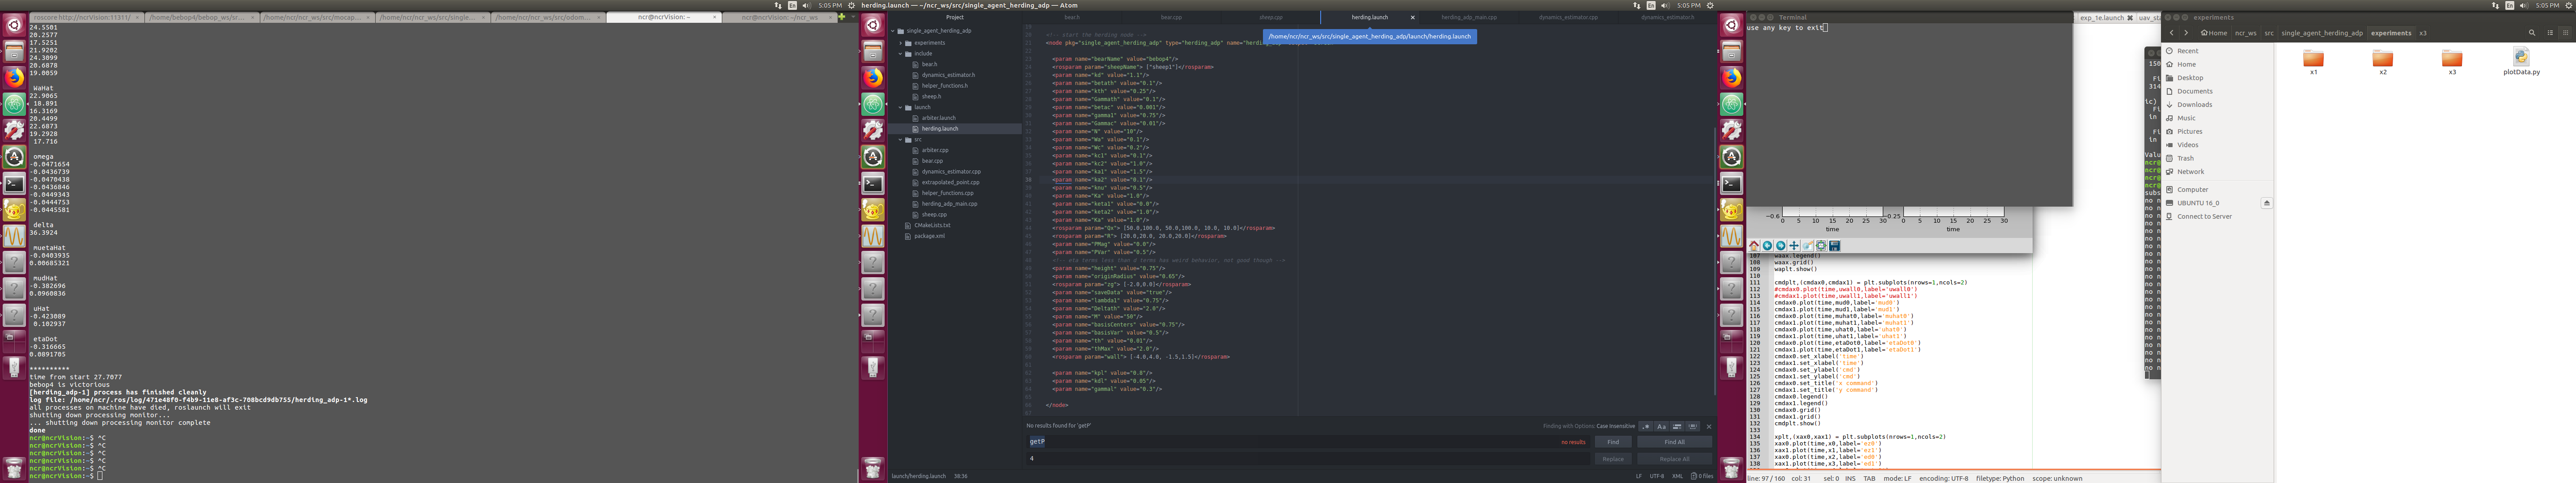 roscore http://ncrVision:11311/
/home/bebop4/bebop_ws/src...
/home/ncr/ncr_ws/src/mocap...
/home/ncr/ncr_ws/src/single...
/home/ncr/ncr_ws/src/odom...
ncr@ncrVision: ~
ncr@ncrVision: ~/ncr_ws
En
5:05 PM
24.5501
20.2577
17.5251
21.9202
24.3099
20.6878
19.0059
WaHat
22.9065
18.891
16.3169
20.4499
22.6873
19.2928
17.716
omega
-0.0471654
-0.0436739
-0.0470438
-0.0436846
-0.0449343
-0.0444753
-0.0445581
delta
36.3924
muetaHat
-0.0403935
0.00685321
mudHat
-0.382696
0.0960836
uHat
-0.423089
0.102937
etaDot
-0.316665
0.0891705
**********
time from start 27.7077
bebop4 is victorious
[herding_adp-1] process has finished cleanly
log file: /home/ncr/.ros/log/471e48f0-f4b9-11e8-af3c-708bcd9db755/herding_adp-1*.log
all processes on machine have died, roslaunch will exit
shutting down processing monitor...
... shutting down processing monitor complete
done
ncr@ncrVision:~$ ^C
ncr@ncrVision:~$ ^C
ncr@ncrVision:~$ ^C
ncr@ncrVision:~$ ^C
ncr@ncrVision:~$
herding.launch — ~/ncr_ws/src/single_agent_herding_adp — Atom
En
5:05 PM
Project
single_agent_herding_adp
experiments
include
bear.h
dynamics_estimator.h
helper_functions.h
sheep.h
launch
arbiter.launch
herding.launch
src
arbiter.cpp
bear.cpp
dynamics_estimator.cpp
extrapolated_point.cpp
helper_functions.cpp
herding_adp_main.cpp
sheep.cpp
CMakeLists.txt
package.xml
bear.h
bear.cpp
sheep.cpp
herding.launch
herding_adp_main.cpp
dynamics_estimator.cpp
dynamics_estimator.h
/home/ncr/ncr_ws/src/single_agent_herding_adp/launch/herding.launch
<!-- start the herding node -->
<node pkg="single_agent_herding_adp" type="herding_adp" name="herding_adp"
<param name="bearName" value="bebop4"/>
<rosparam param="sheepName"> ["sheep1"]</rosparam>
<param name="kd" value="1.1"/>
<param name="betath" value="0.1"/>
<param name="kth" value="0.25"/>
<param name="Gammath" value="0.1"/>
<param name="betac" value="0.001"/>
<param name="gamma1" value="0.75"/>
<param name="Gammac" value="0.01"/>
<param name="N" value="10"/>
<param name="Wa" value="0.1"/>
<param name="Wc" value="0.2"/>
<param name="kc1" value="0.1"/>
<param name="kc2" value="1.0"/>
<param name="ka1" value="1.5"/>
<param name="ka2" value="0.1"/>
<param name="knu" value="0.5"/>
<param name="Ka" value="1.0"/>
<param name="keta1" value="0.0"/>
<param name="keta2" value="1.0"/>
<param name="Ka" value="1.0"/>
<rosparam param="Qx"> [50.0,100.0, 50.0,100.0, 10.0, 10.0]</rosparam>
<rosparam param="R"> [20.0,20.0, 20.0,20.0]</rosparam>
<param name="PMag" value="0.0"/>
<param name="PVar" value="0.5"/>
<!-- eta terms less than d terms has weird behavior, not good though -->
<param name="height" value="0.75"/>
<param name="originRadius" value="0.65"/>
<rosparam param="zg"> [-2.0,0.0]</rosparam>
<param name="saveData" value="true"/>
<param name="lambda1" value="0.75"/>
<param name="Deltath" value="2.0"/>
<param name="M" value="50"/>
<param name="basisCenters" value="0.75"/>
<param name="basisVar" value="0.5"/>
<param name="th" value="0.01"/>
<param name="thMax" value="2.0"/>
<rosparam param="wall"> [-4.0,4.0, -1.5,1.5]</rosparam>
<param name="kpl" value="0.6"/>
<param name="kdl" value="0.05"/>
<param name="gammal" value="0.3"/>
</node>
No results found for 'getP'
Finding with Options: Case Insensitive
getP
no results
Find
Find All
4
Replace
Replace All
launch/herding.launch 38:36
LF UTF-8 XML 0 files
En
5:05 PM
Terminal
use any key to exit
exp_1e.launch
−0.6
0 5 10 15 20 25 30
time
−0.25
0 5 10 15 20 25 30
time
107 waax.legend()
108 waax.grid()
109 waplt.show()
110
111 cmdplt,(cmdax0,cmdax1) = plt.subplots(nrows=1,ncols=2)
112 #cmdax0.plot(time,uwall0,label='uwall0')
113 #cmdax1.plot(time,uwall1,label='uwall1')
114 cmdax0.plot(time,mud0,label='mud0')
115 cmdax1.plot(time,mud1,label='mud1')
116 cmdax0.plot(time,muhat0,label='muhat0')
117 cmdax1.plot(time,muhat1,label='muhat1')
118 cmdax0.plot(time,uhat0,label='uhat0')
119 cmdax1.plot(time,uhat1,label='uhat1')
120 cmdax0.plot(time,etaDot0,label='etaDot0')
121 cmdax1.plot(time,etaDot1,label='etaDot1')
122 cmdax0.set_xlabel('time')
123 cmdax1.set_xlabel('time')
124 cmdax0.set_ylabel('cmd')
125 cmdax1.set_ylabel('cmd')
126 cmdax0.set_title('x command')
127 cmdax1.set_title('y command')
128 cmdax0.legend()
129 cmdax1.legend()
130 cmdax0.grid()
131 cmdax1.grid()
132 cmdplt.show()
133
134 xplt,(xax0,xax1) = plt.subplots(nrows=1,ncols=2)
135 xax0.plot(time,x0,label='ez0')
136 xax1.plot(time,x1,label='ez1')
137 xax0.plot(time,x2,label='ed0')
138 xax1.plot(time,x3,label='ed1')
line: 97 / 160 col: 31 sel: 0 INS TAB mode: LF encoding: UTF-8 filetype: Python scope: unknown
experiments
Home
ncr_ws
src
single_agent_herding_adp
experiments
x3
Recent
Home
Desktop
Documents
Downloads
Music
Pictures
Videos
Trash
Network
Computer
UBUNTU 16_0
Connect to Server
x1
x2
x3
plotData.py
En
5:05 PM